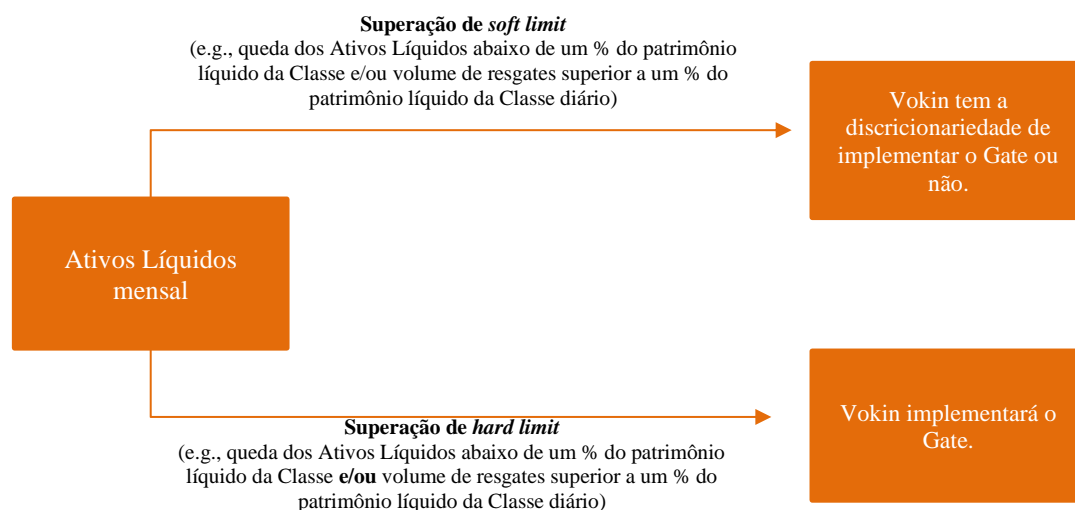 Superação de soft limit
(e.g., queda dos Ativos Líquidos abaixo de um % do patrimônio
líquido da Classe e/ou volume de resgates superior a um % do
patrimônio líquido da Classe diário)
Vokin tem a
discricionariedade de
implementar o Gate ou
não.
Ativos Líquidos
mensal
Superação de hard limit
(e.g., queda dos Ativos Líquidos abaixo de um % do patrimônio
líquido da Classe e/ou volume de resgates superior a um % do
patrimônio líquido da Classe diário)
Vokin implementará o
Gate.